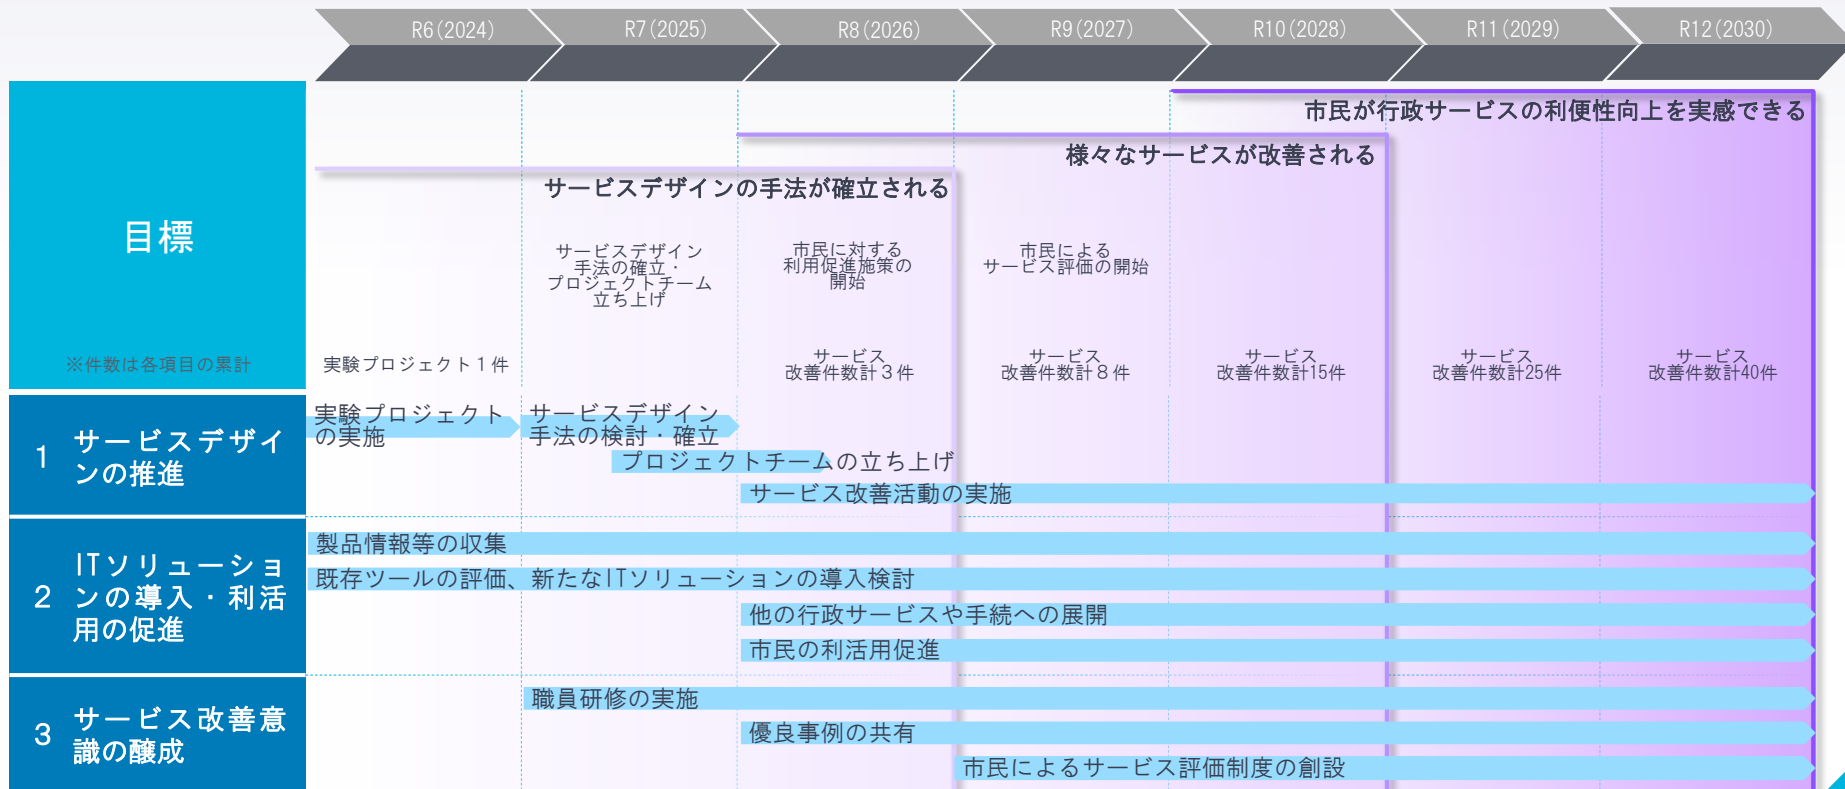 R6(2024)
R7(2025)
R8(2026)
R9(2027)
R10(2028)
R11(2029)
R12(2030)
市民が行政サービスの利便性向上を実感できる
様々なサービスが改善される
サービスデザインの手法が確立される
目標
※件数は各項目の累計
サービスデザイン
手法の確立・
プロジェクトチーム
立ち上げ
市民に対する
利用促進施策の
開始
市民による
サービス評価の開始
実験プロジェクト1件
サービス
改善件数計3件
サービス
改善件数計8件
サービス
改善件数計15件
サービス
改善件数計25件
サービス
改善件数計40件
1
サービスデザイ
ンの推進
実験プロジェクト
の実施
サービスデザイン
手法の検討・確立
プロジェクトチームの立ち上げ
サービス改善活動の実施
2
ITソリューショ
ンの導入・利活
用の促進
製品情報等の収集
既存ツールの評価、新たなITソリューションの導入検討
他の行政サービスや手続への展開
市民の利活用促進
3
サービス改善意
識の醸成
職員研修の実施
優良事例の共有
市民によるサービス評価制度の創設